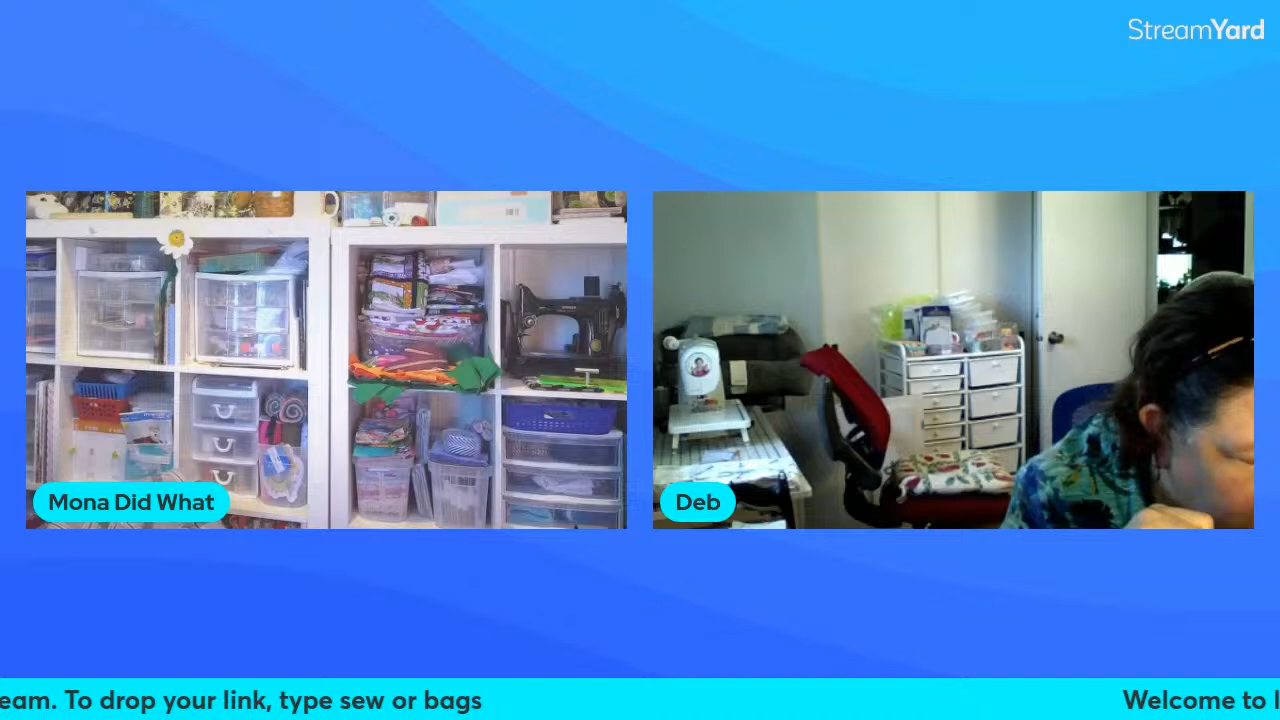 StreamYard
Mona Did What
Deb
eam. To drop your link, type sew or bags
Welcome to